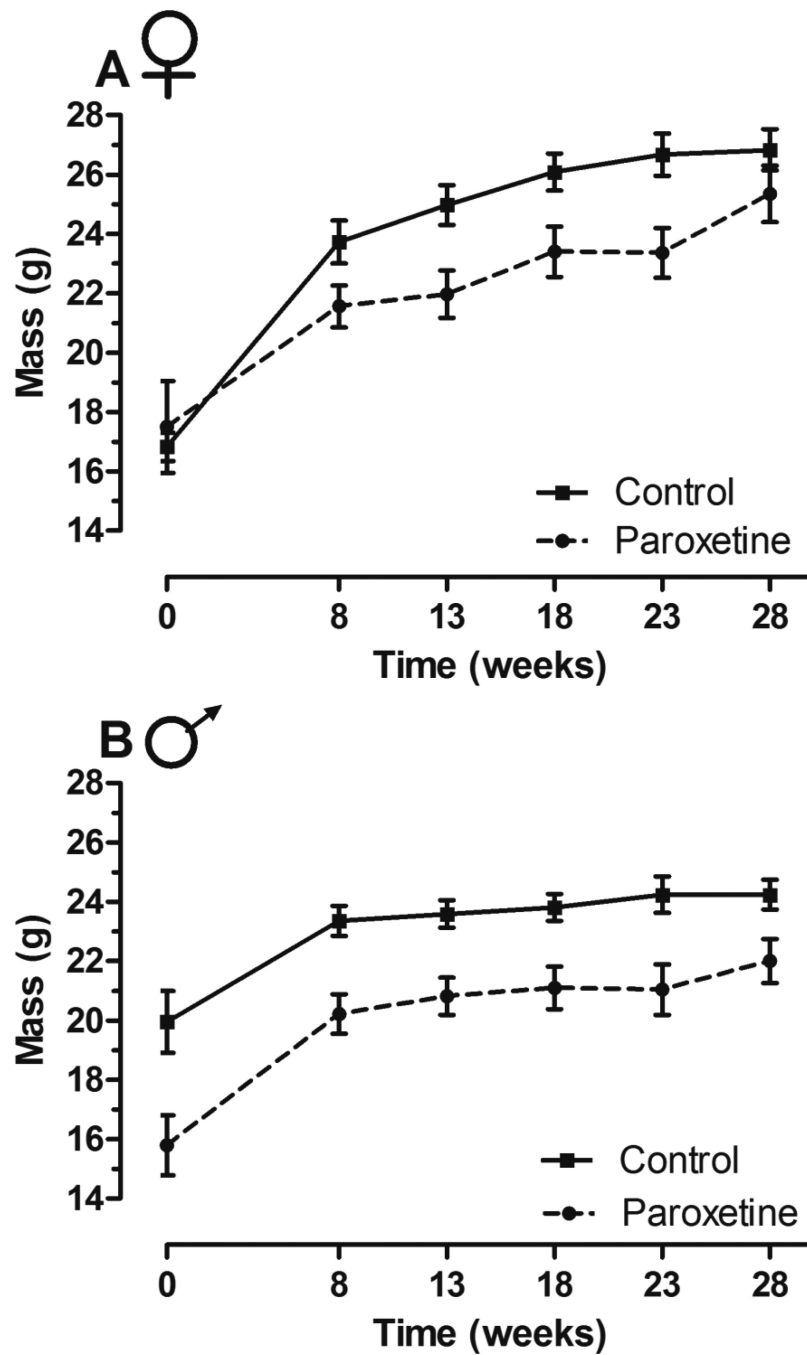 A ♀
28
26
24
22
20
18
16
14
Mass (g)
Control
Paroxetine
0 8 13 18 23 28
Time (weeks)
B ♂
28
26
24
22
20
18
16
14
Mass (g)
Control
Paroxetine
0 8 13 18 23 28
Time (weeks)